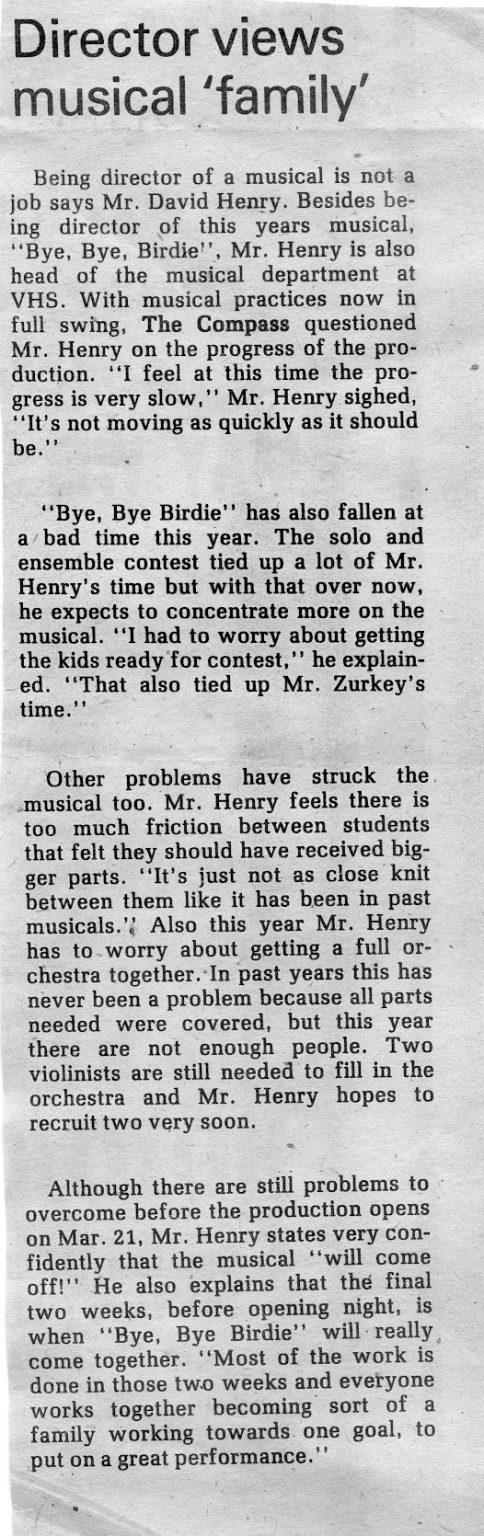 Director views
musical ‘family’
Being director of a musical is not a
job says Mr. David Henry. Besides be-
ing director of this years musical,
‘‘Bye, Bye, Birdie’’, Mr. Henry is also
head of the musical department at
VHS. With musical practices now in
full swing, The Compass questioned
Mr. Henry on the progress of the pro-
duction. ‘‘I feel at this time the pro-
gress is very slow,’’ Mr. Henry sighed,
‘‘It's not moving as quickly as it should
be.’’
‘‘Bye, Bye Birdie’’ has also fallen at
a bad time this year. The solo and
ensemble contest tied up a lot of Mr.
Henry's time but with that over now,
he expects to concentrate more on the
musical. ‘‘I had to worry about getting
the kids ready for contest,’’ he explain-
ed. ‘‘That also tied up Mr. Zurkey's
time.’’
Other problems have struck the
musical too. Mr. Henry feels there is
too much friction between students
that felt they should have received big-
ger parts. ‘‘It's just not as close knit
between them like it has been in past
musicals.’’ Also this year Mr. Henry
has to worry about getting a full or-
chestra together. In past years this has
never been a problem because all parts
needed were covered, but this year
there are not enough people. Two
violinists are still needed to fill in the
orchestra and Mr. Henry hopes to
recruit two very soon.
Although there are still problems to
overcome before the production opens
on Mar. 21, Mr. Henry states very con-
fidently that the musical ‘‘will come
off!’’ He also explains that the final
two weeks, before opening night, is
when ‘‘Bye, Bye Birdie’’ will really
come together. ‘‘Most of the work is
done in those two weeks and everyone
works together becoming sort of a
family working towards one goal, to
put on a great performance.’’